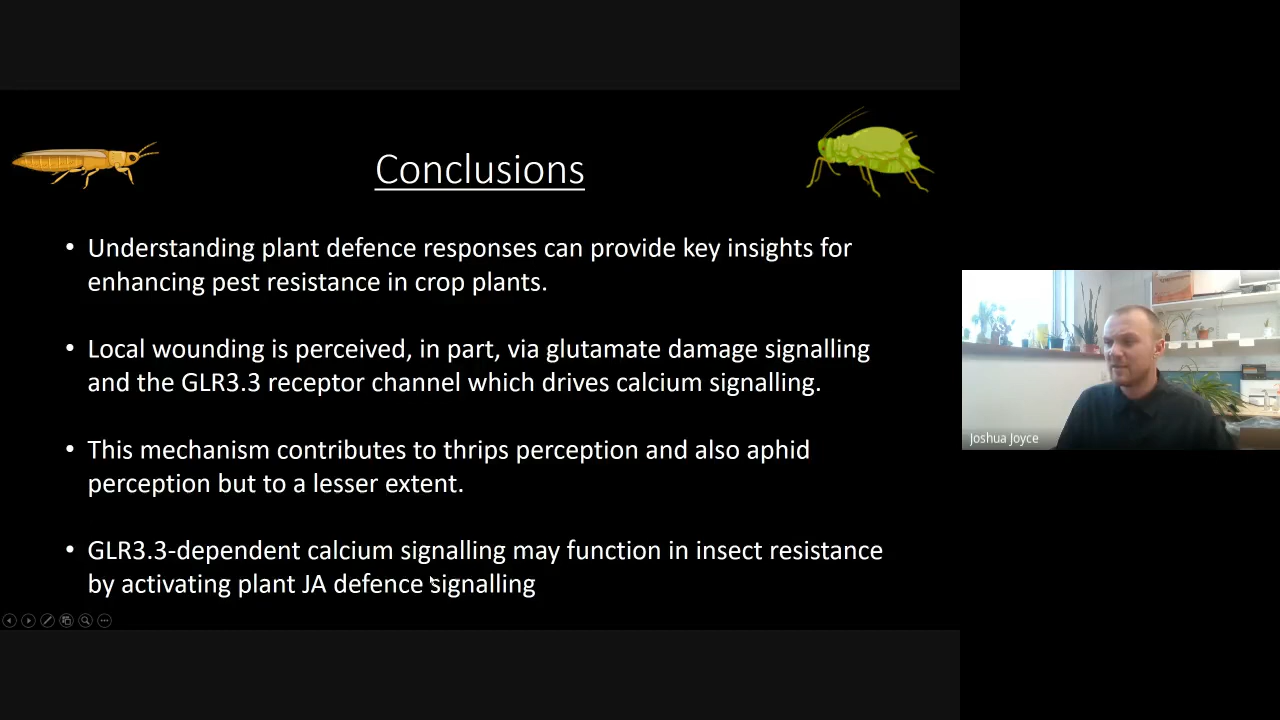 Conclusions
• Understanding plant defence responses can provide key insights for
enhancing pest resistance in crop plants.
• Local wounding is perceived, in part, via glutamate damage signalling
and the GLR3.3 receptor channel which drives calcium signalling.
• This mechanism contributes to thrips perception and also aphid
perception but to a lesser extent.
• GLR3.3-dependent calcium signalling may function in insect resistance
by activating plant JA defence signalling
Joshua Joyce